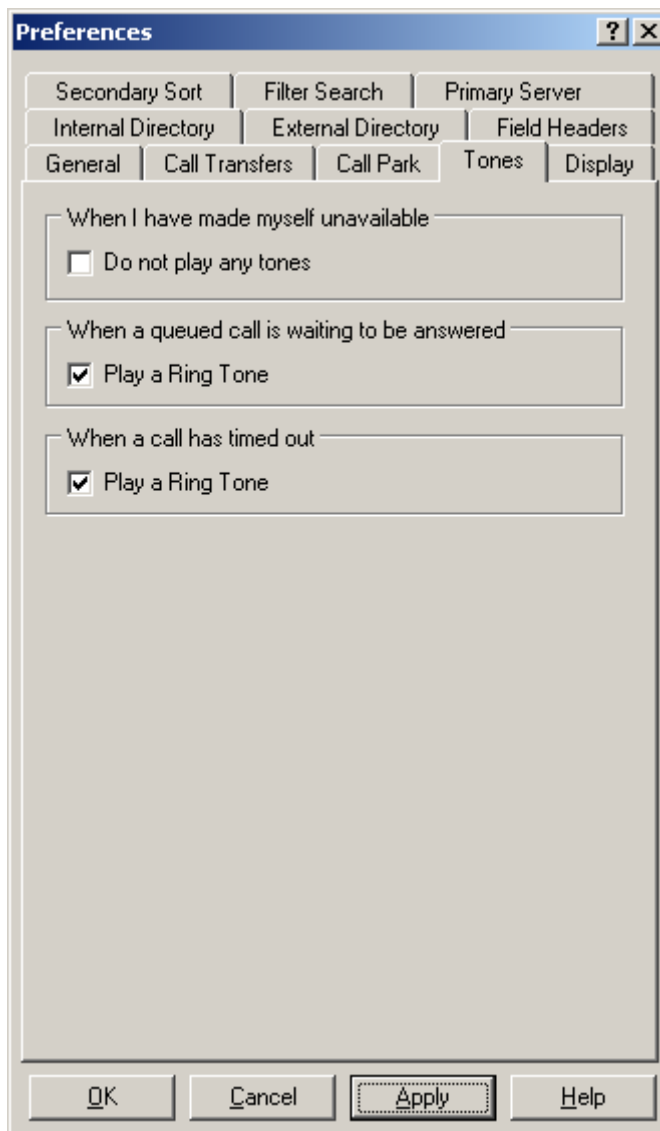 Preferences
Secondary Sort Filter Search Primary Server
Internal Directory External Directory Field Headers
General Call Transfers Call Park Tones Display
When I have made myself unavailable
Do not play any tones
When a queued call is waiting to be answered
Play a Ring Tone
When a call has timed out
Play a Ring Tone
OK Cancel Apply Help